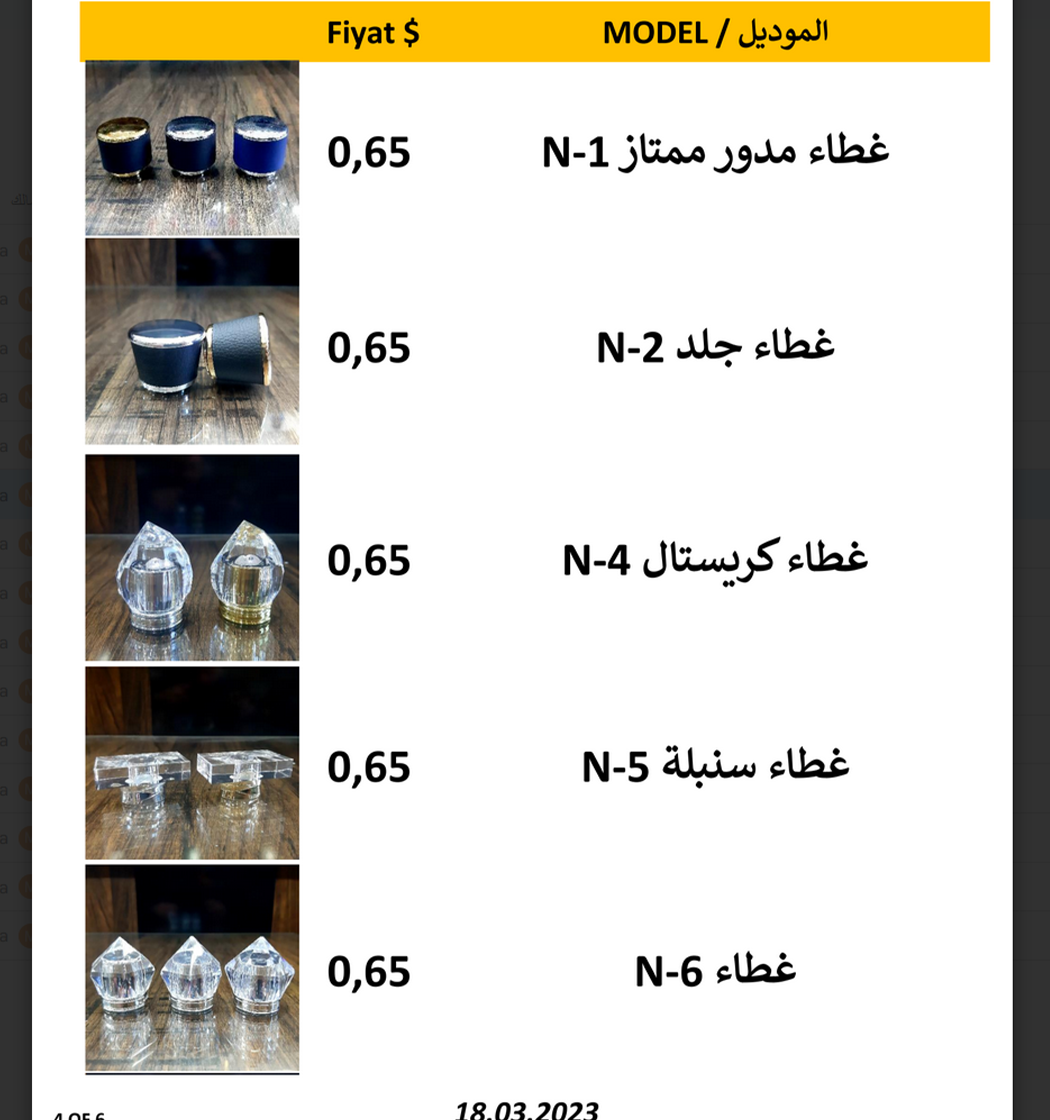 Fiyat $ MODEL / الموديل
0,65 غطاء مدور ممتاز N-1
0,65 غطاء جلد N-2
0,65 غطاء كريستال N-4
0,65 غطاء سنبلة N-5
0,65 غطاء N-6
4 OF 6 18.03.2023